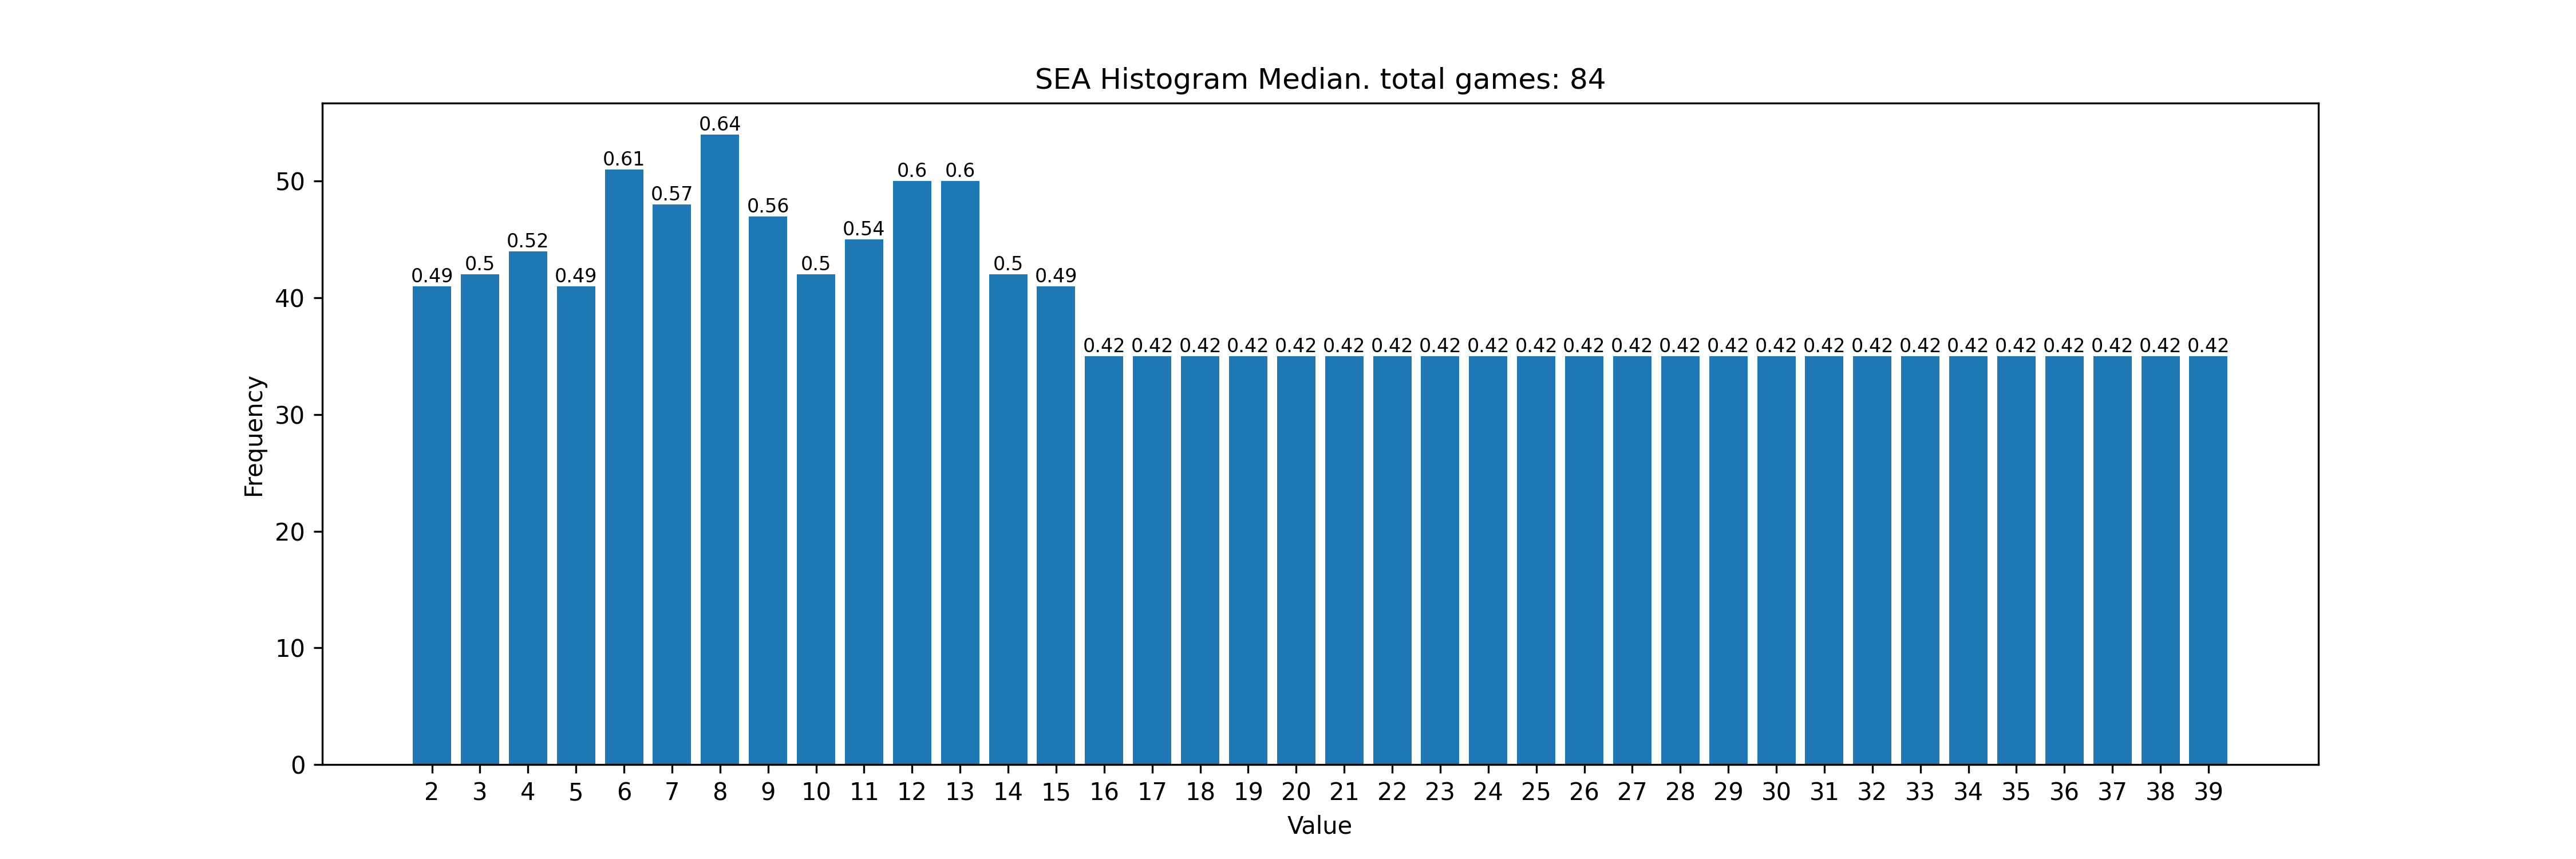 SEA Histogram Median. total games: 84
0.49 0.5 0.52 0.49 0.61 0.57 0.64 0.56 0.5 0.54 0.6 0.6 0.5 0.49 0.42 0.42 0.42 0.42 0.42 0.42 0.42 0.42 0.42 0.42 0.42 0.42 0.42 0.42 0.42 0.42 0.42 0.42 0.42 0.42 0.42 0.42 0.42 0.42
50
40
30
20
10
0
Frequency
2 3 4 5 6 7 8 9 10 11 12 13 14 15 16 17 18 19 20 21 22 23 24 25 26 27 28 29 30 31 32 33 34 35 36 37 38 39
Value